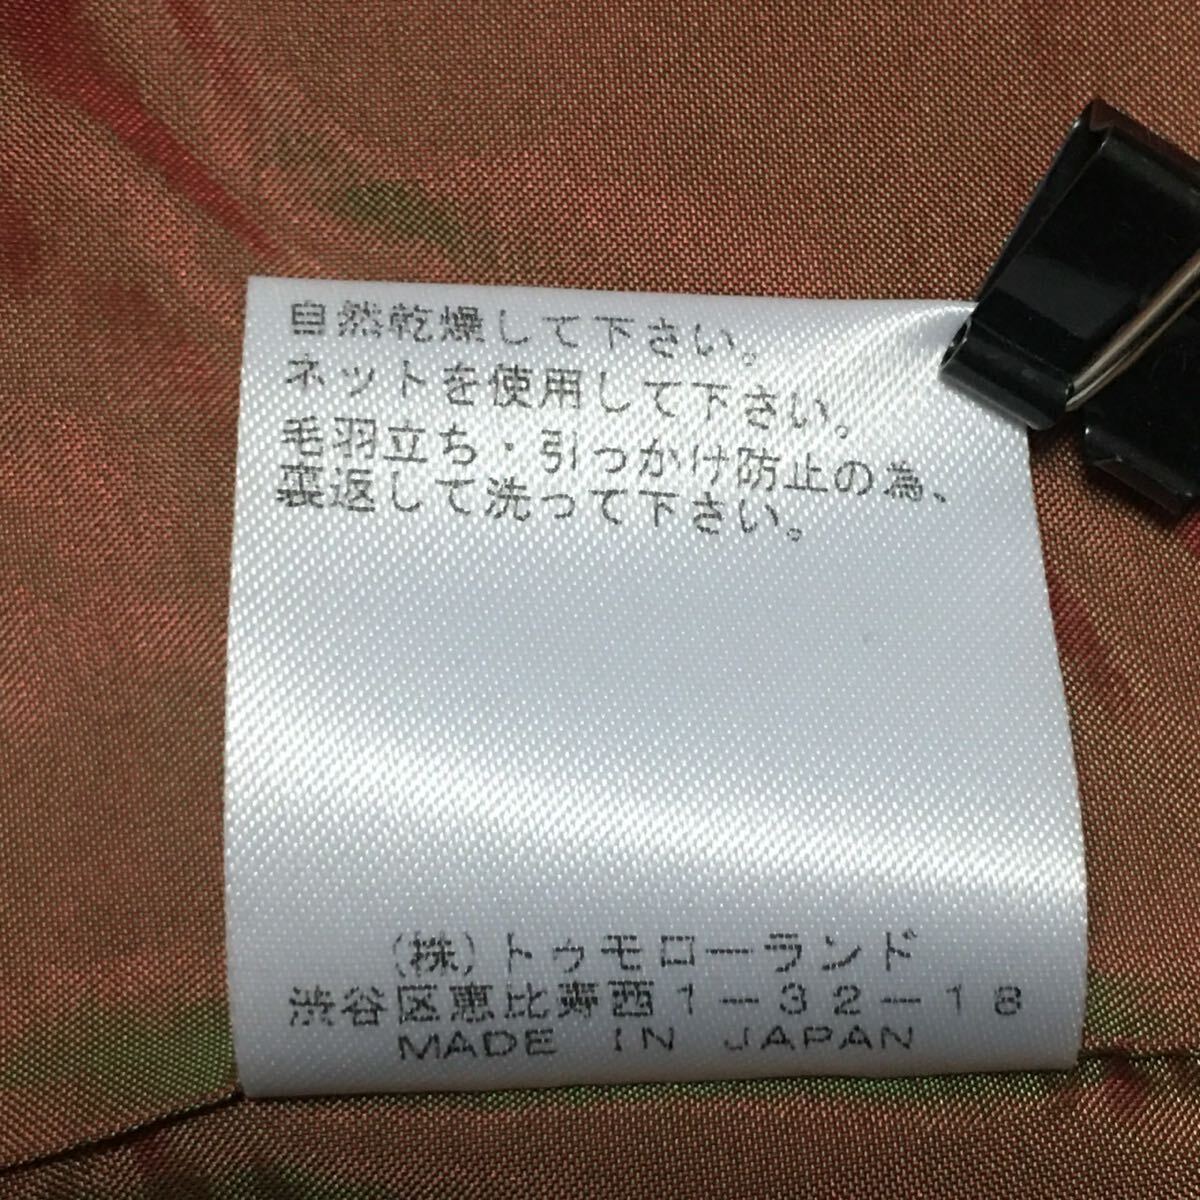 自然乾燥して下さい。
ネットを使用して下さい。
毛羽立ち・引っかけ防止の為、
裏返して洗って下さい。
(株)トゥモローランド
渋谷区恵比寿西1-32-18
MADE IN JAPAN